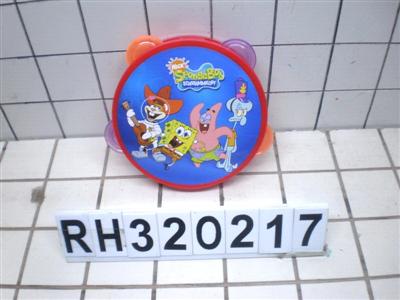 NICK
SpongeBob
SQUAREPANTS
RH320217